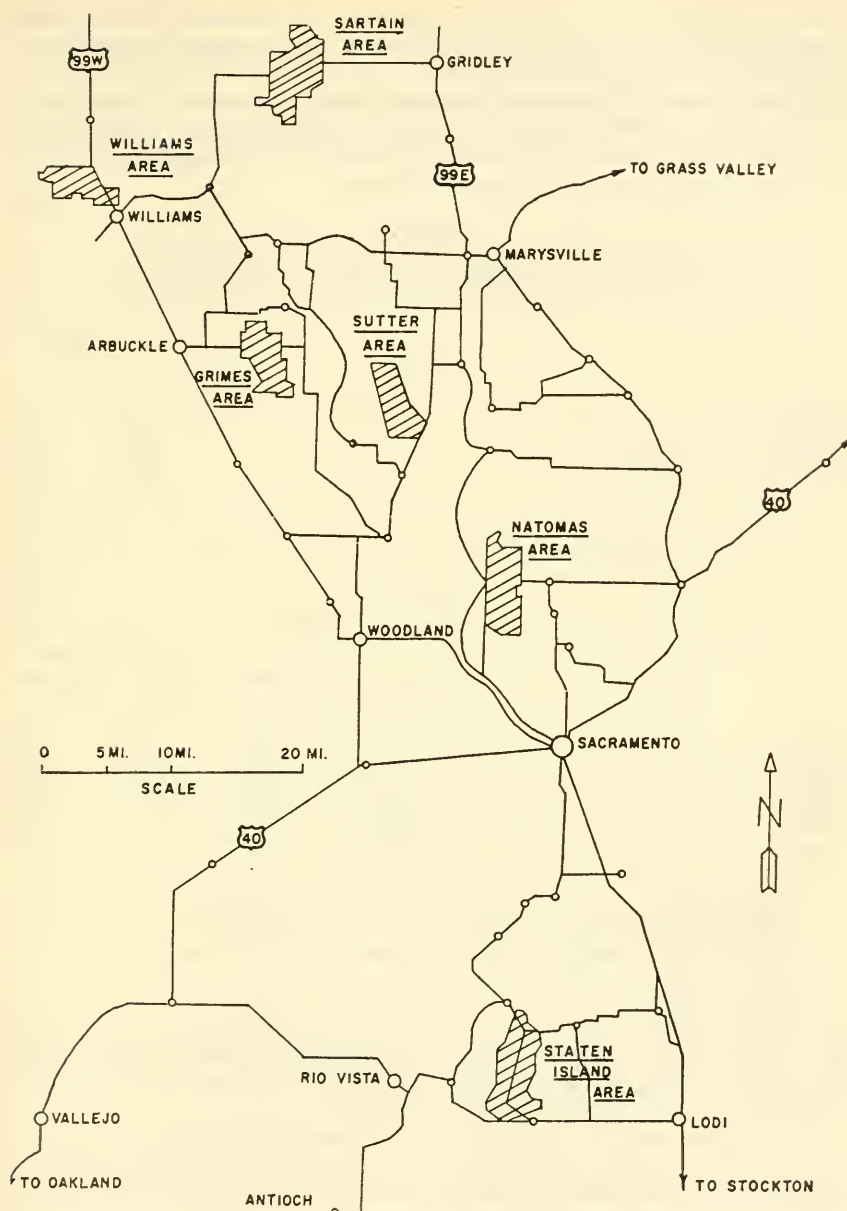 SARTAIN
AREA
99W
GRIDLEY
WILLIAMS
AREA
99E
TO GRASS VALLEY
WILLIAMS
MARYSVILLE
SUTTER
AREA
ARBUCKLE
GRIMES
AREA
40
NATOMAS
AREA
WOODLAND
SACRAMENTO
0 5 MI. 10 MI. 20 MI.
SCALE
N
40
STATEN
ISLAND
AREA
RIO VISTA
VALLEJO
LODI
TO OAKLAND
TO STOCKTON
ANTIOCH